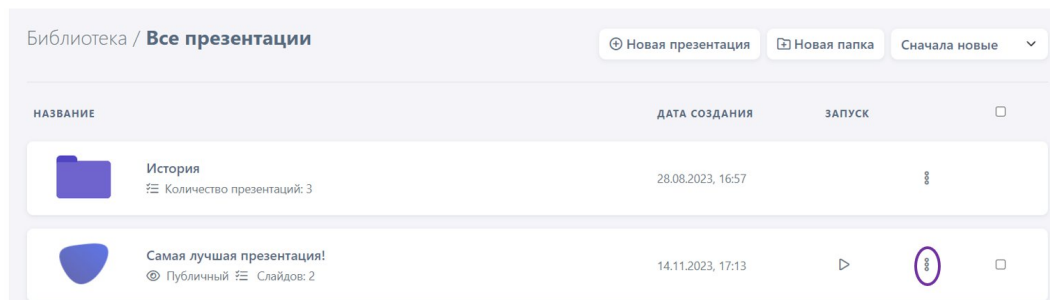 Библиотека / Все презентации
Новая презентация
Новая папка
Сначала новые
НАЗВАНИЕ ДАТА СОЗДАНИЯ ЗАПУСК
История
Количество презентаций: 3
28.08.2023, 16:57
Самая лучшая презентация!
Публичный Слайдов: 2
14.11.2023, 17:13